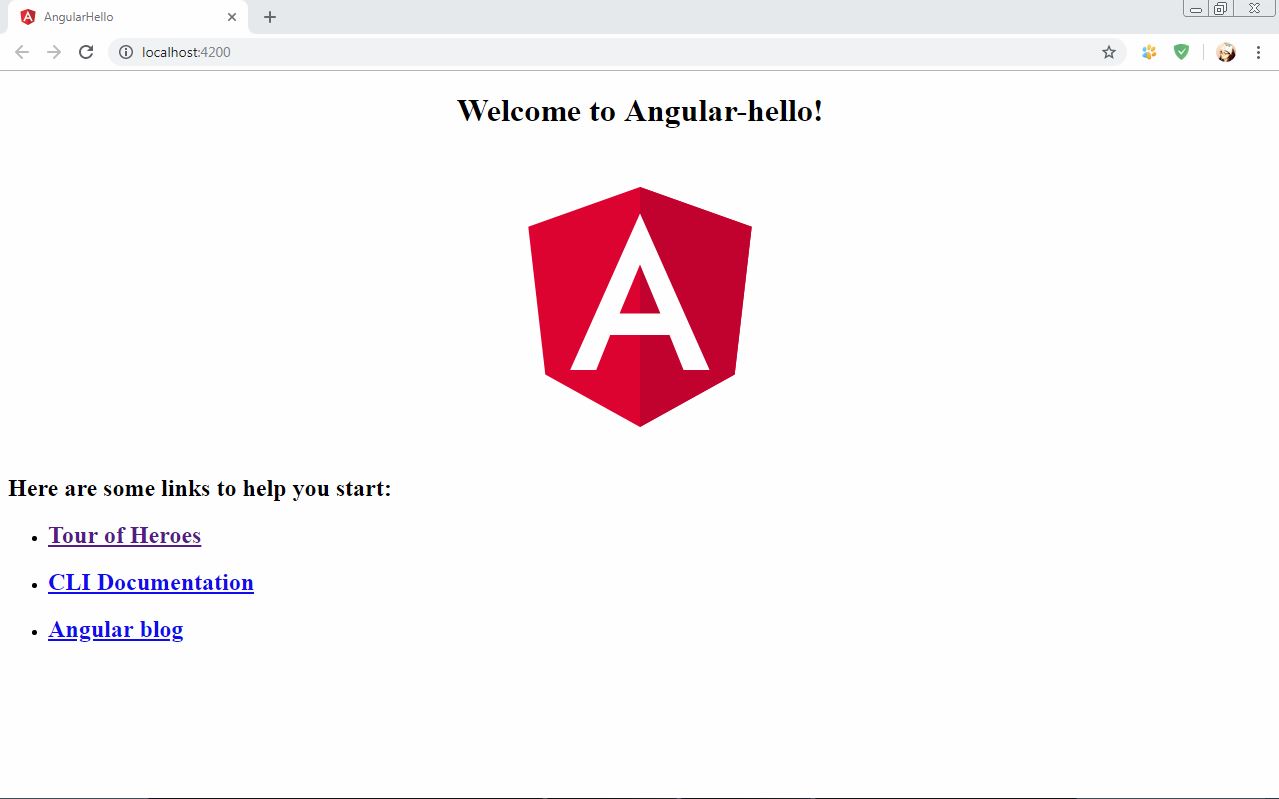 AngularHello
localhost:4200
Welcome to Angular-hello!
A
Here are some links to help you start:
Tour of Heroes
CLI Documentation
Angular blog